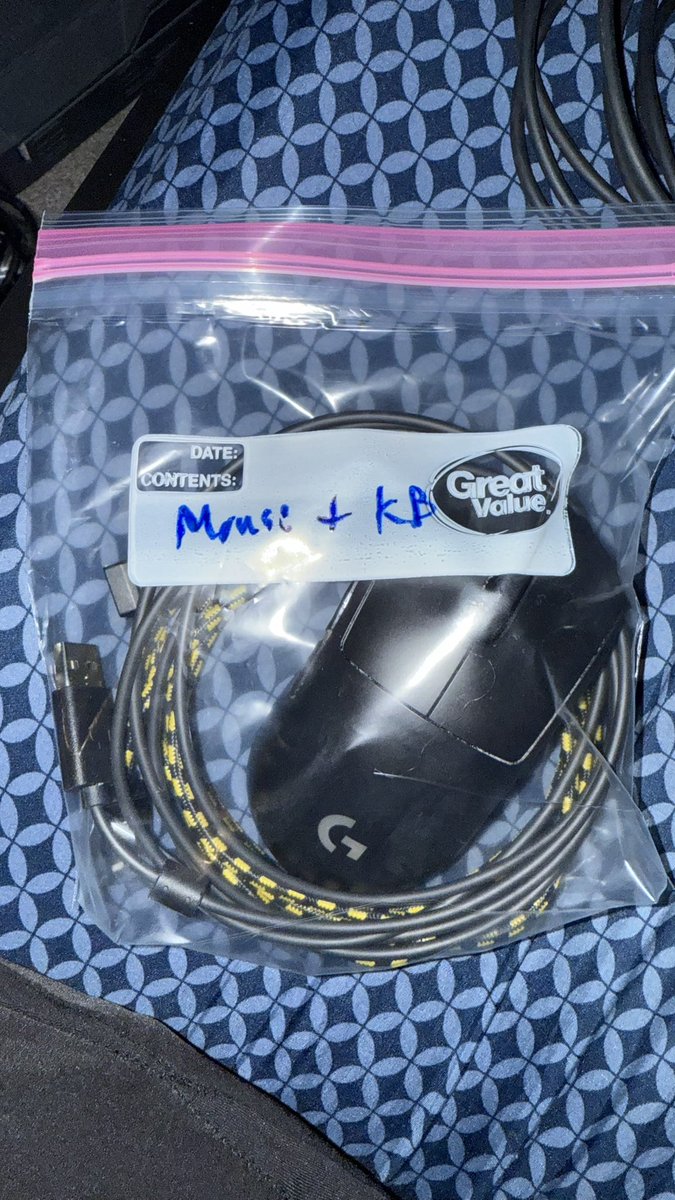 DATE:
CONTENTS:
Mouse + KB
Great
Value.
G